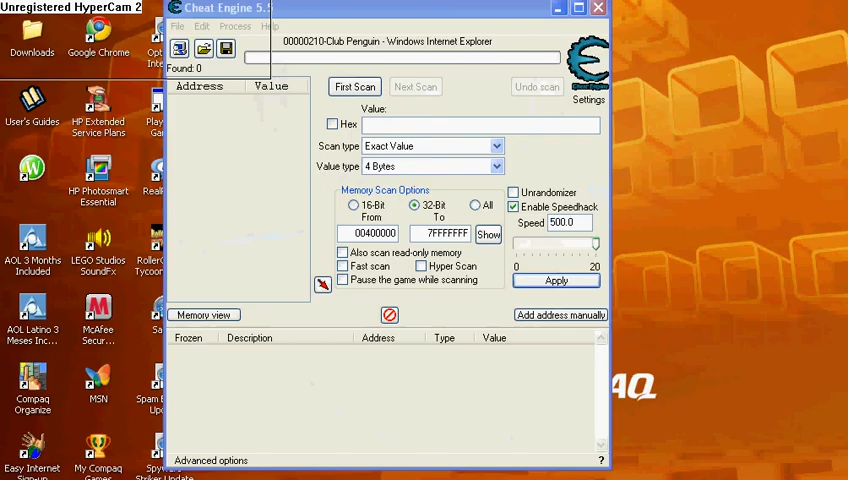 Unregistered HyperCam 2
Cheat Engine 5.5
File Edit Process Help
00000210-Club Penguin - Windows Internet Explorer
Found: 0
Address Value
First Scan Next Scan Undo scan
Settings
Value:
Hex
Scan type Exact Value
Value type 4 Bytes
Memory Scan Options
16-Bit 32-Bit All
From To
00400000 7FFFFFFF Show
Also scan read-only memory
Fast scan Hyper Scan
Pause the game while scanning
Unrandomizer
Enable Speedhack
Speed 500.0
0 20
Apply
Memory view Add address manually
Frozen Description Address Type Value
Advanced options ?
Downloads
Google Chrome
User's Guides
HP Extended
Service Plans
HP Photosmart
Essential
AOL 3 Months
Included
LEGO Studios
SoundFx
AOL Latino 3
Meses Inc...
McAfee
Secur...
Compaq
Organize
MSN
Easy Internet
Sign-up
My Compaq
Games